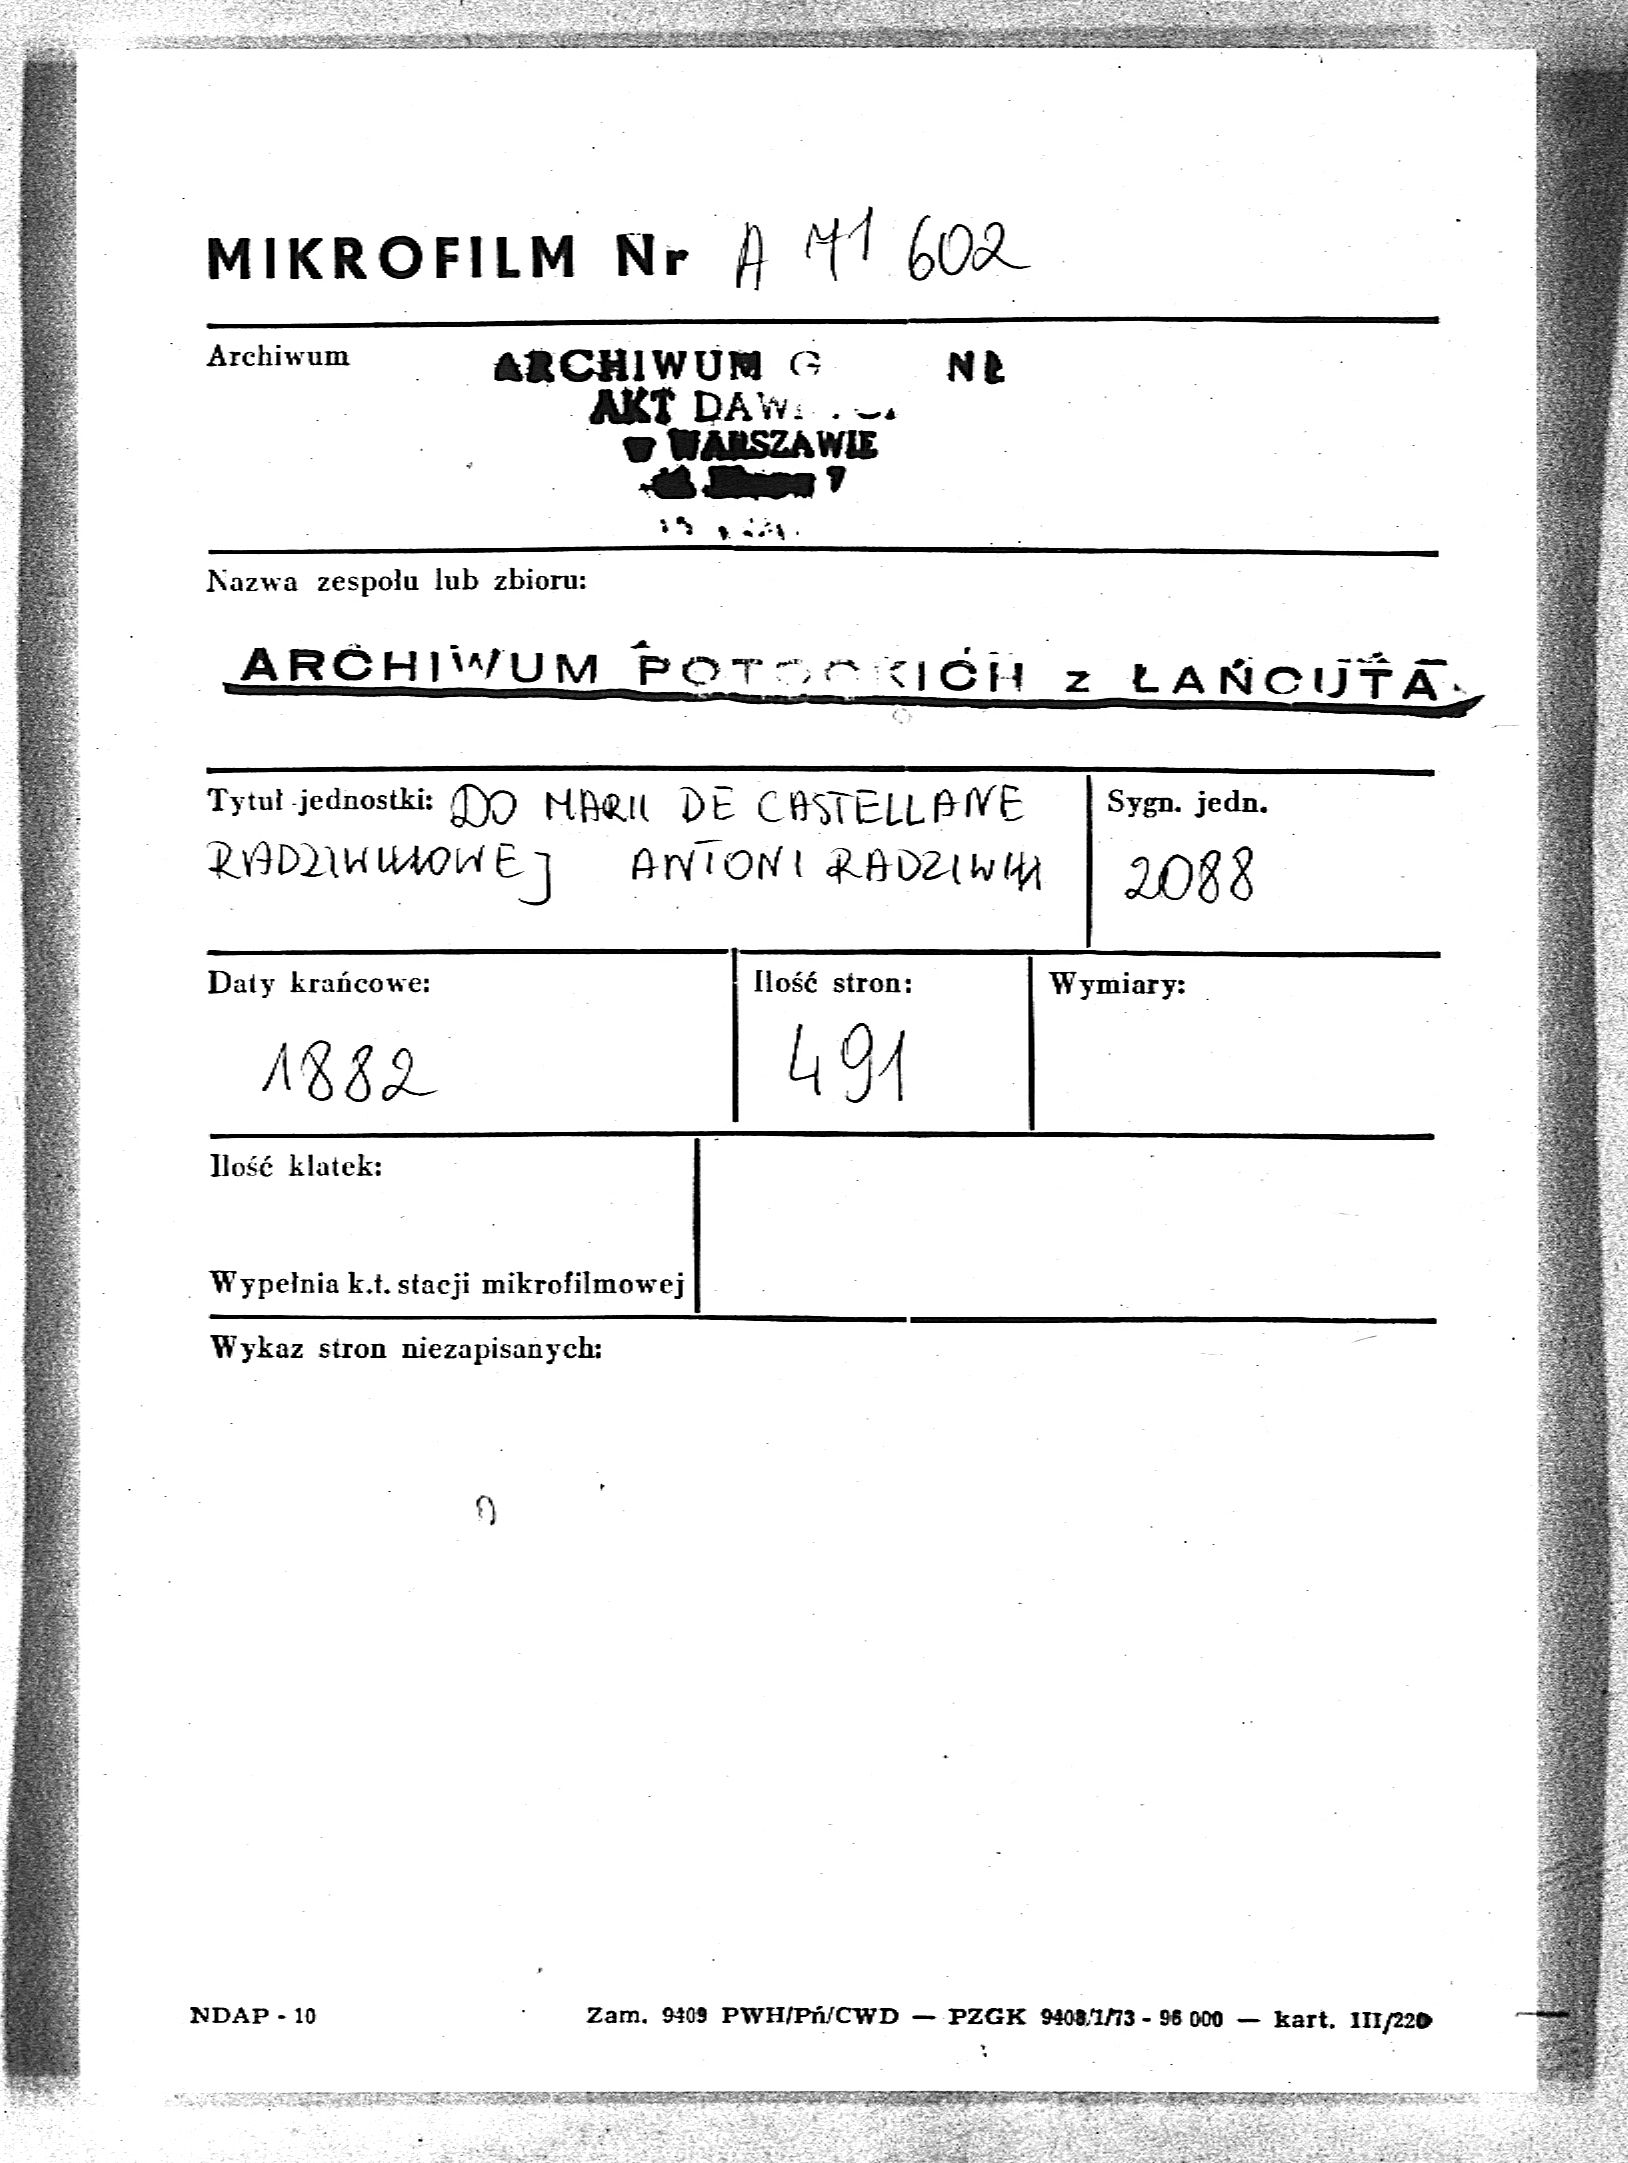 MIKROFILM Nr A 71 602
Archiwum
ARCHIWUM G NE
AKT DAW
W WARSZAWIE
7
Nazwa zespołu lub zbioru:
ARCHIWUM POTOCKICH z ŁAŃCUTA
Tytuł jednostki: DO MARII DE CASTELLANE
RADZIWIŁŁOWEJ ANTONI RADZIWIŁŁ
Sygn. jedn.
2088
Daty krańcowe:
1882
Ilość stron:
491
Wymiary:
Ilość klatek:
Wypełnia k.t. stacji mikrofilmowej
Wykaz stron niezapisanych:
NDAP - 10
Zam. 9409 PWH/Pń/CWD — PZGK 9408/1/73 - 96 000 — kart. III/220